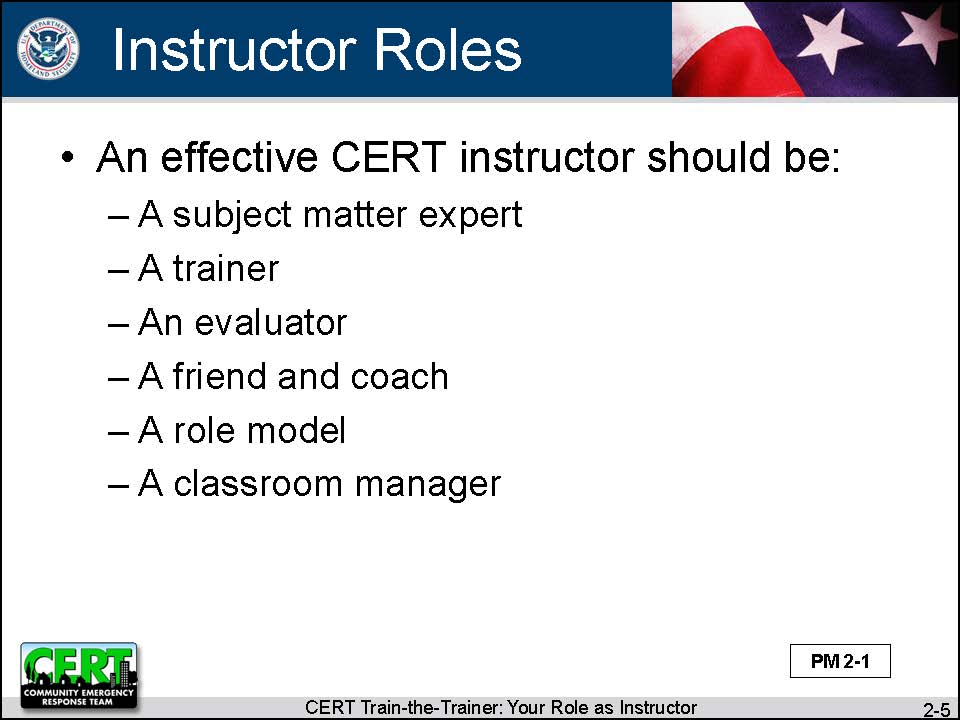 U.S. DEPARTMENT OF
HOMELAND SECURITY
Instructor Roles
• An effective CERT instructor should be:
– A subject matter expert
– A trainer
– An evaluator
– A friend and coach
– A role model
– A classroom manager
CERT
COMMUNITY EMERGENCY
RESPONSE TEAM
PM 2-1
CERT Train-the-Trainer: Your Role as Instructor
2-5